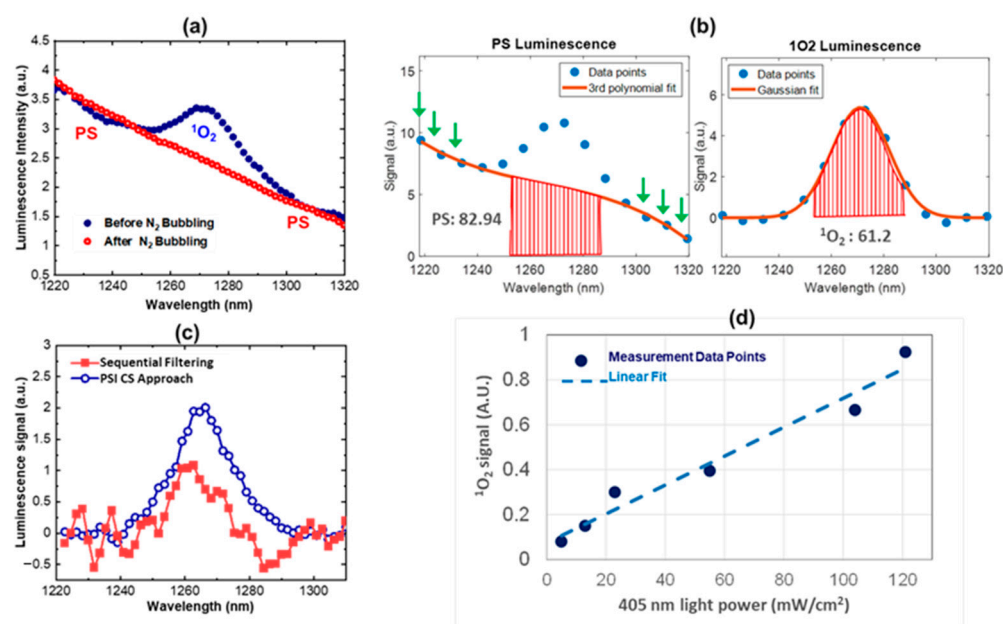 (a)
4.5
4
3.5
3
2.5
2
1.5
1
0.5
Luminescence Intensity (a.u.)
PS
¹O₂
PS
Before N₂ Bubbling
After N₂ Bubbling
1220 1240 1260 1280 1300 1320
Wavelength (nm)
(b)
PS Luminescence
15
10
5
0
Signal (a.u.)
Data points
3rd polynomial fit
PS: 82.94
1220 1240 1260 1280 1300 1320
Wavelength (nm)
1O2 Luminescence
6
4
2
0
Signal (a.u.)
Data points
Gaussian fit
¹O₂ : 61.2
1220 1240 1260 1280 1300 1320
Wavelength (nm)
(c)
3
2.5
2
1.5
1
0.5
0
−0.5
Luminescence signal (a.u.)
Sequential Filtering
PSI CS Approach
1220 1240 1260 1280 1300
Wavelength (nm)
(d)
1
0.8
0.6
0.4
0.2
0
¹O₂ signal (A.U.)
Measurement Data Points
Linear Fit
0 20 40 60 80 100 120
405 nm light power (mW/cm²)